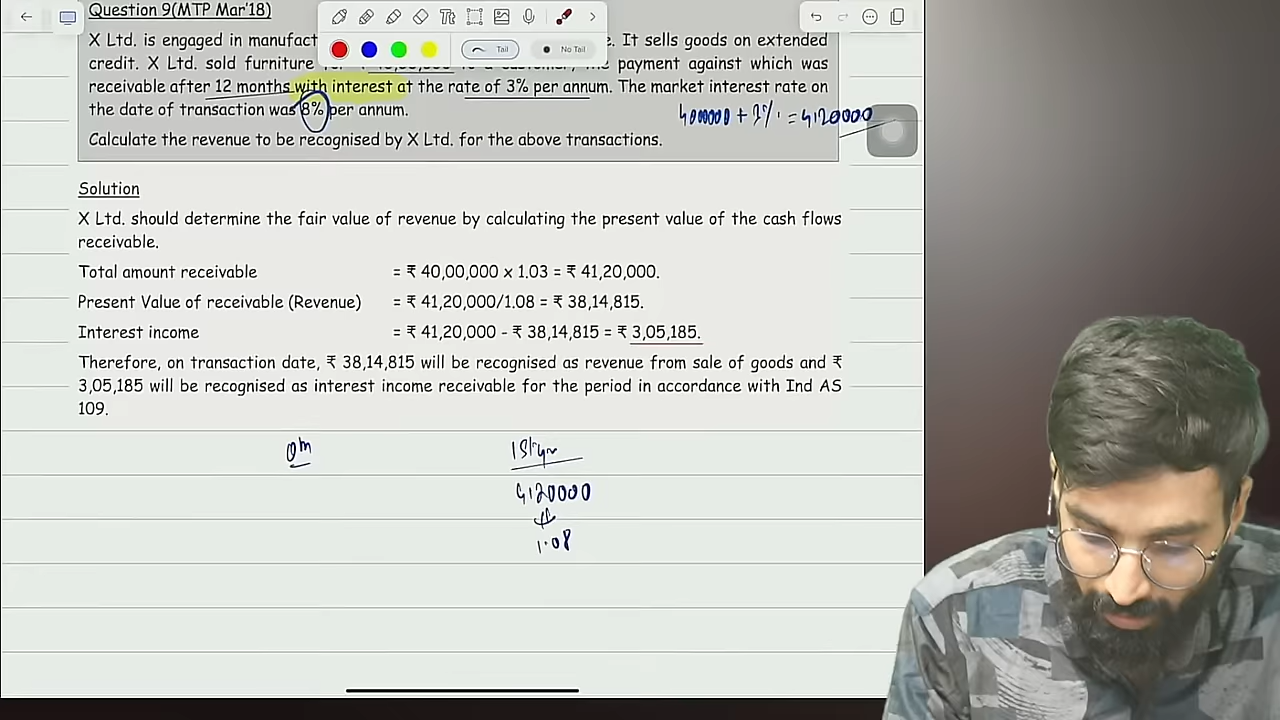 Question 9(MTP Mar'18)
X Ltd. is engaged in manufact e. It sells goods on extended
credit. X Ltd. sold furniture payment against which was
receivable after 12 months with interest at the rate of 3% per annum. The market interest rate on
the date of transaction was 8% per annum.
4000000 + 3% = 4120000
Calculate the revenue to be recognised by X Ltd. for the above transactions.
Tail
No Tail
Solution
X Ltd. should determine the fair value of revenue by calculating the present value of the cash flows
receivable.
Total amount receivable = ₹ 40,00,000 x 1.03 = ₹ 41,20,000.
Present Value of receivable (Revenue) = ₹ 41,20,000/1.08 = ₹ 38,14,815.
Interest income = ₹ 41,20,000 - ₹ 38,14,815 = ₹ 3,05,185.
Therefore, on transaction date, ₹ 38,14,815 will be recognised as revenue from sale of goods and ₹
3,05,185 will be recognised as interest income receivable for the period in accordance with Ind AS
109.
0th 1st yr
4120000
1.08